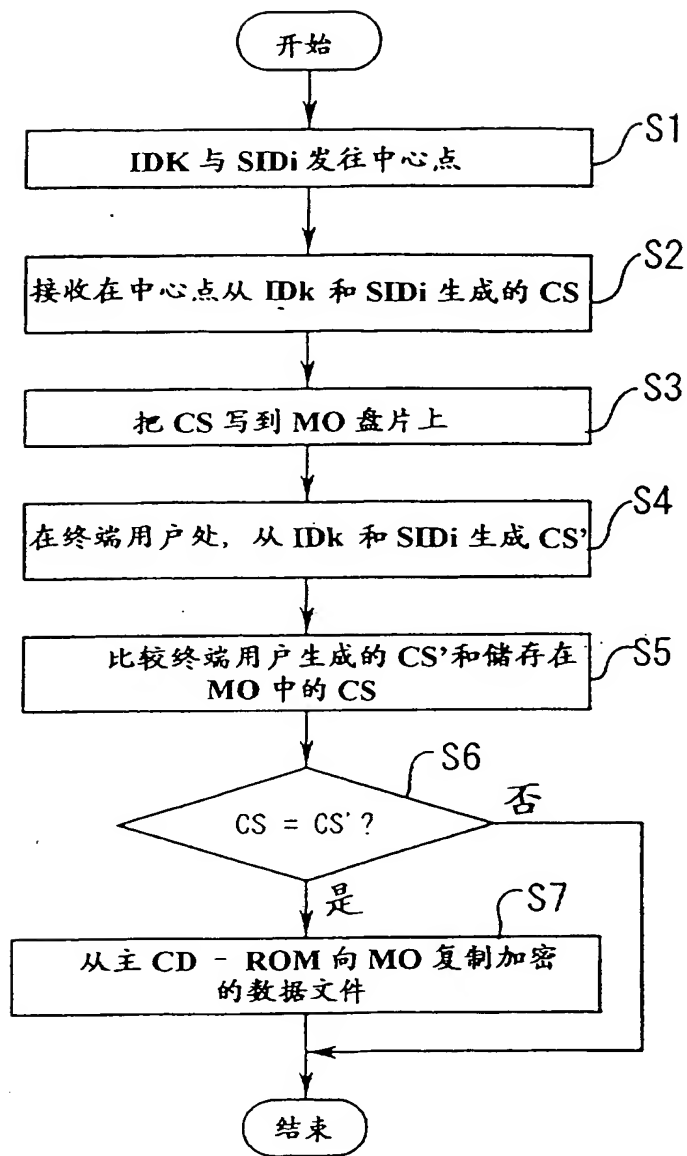 开始
S1
IDK 与 SIDi 发往中心点
S2
接收在中心点从 IDk 和 SIDi 生成的 CS
S3
把 CS 写到 MO 盘片上
S4
在终端用户处, 从 IDk 和 SIDi 生成 CS'
S5
比较终端用户生成的 CS'和储存在
MO 中的 CS
S6
CS = CS' ?
否
是
S7
从主 CD - ROM 向 MO 复制加密
的数据文件
结束